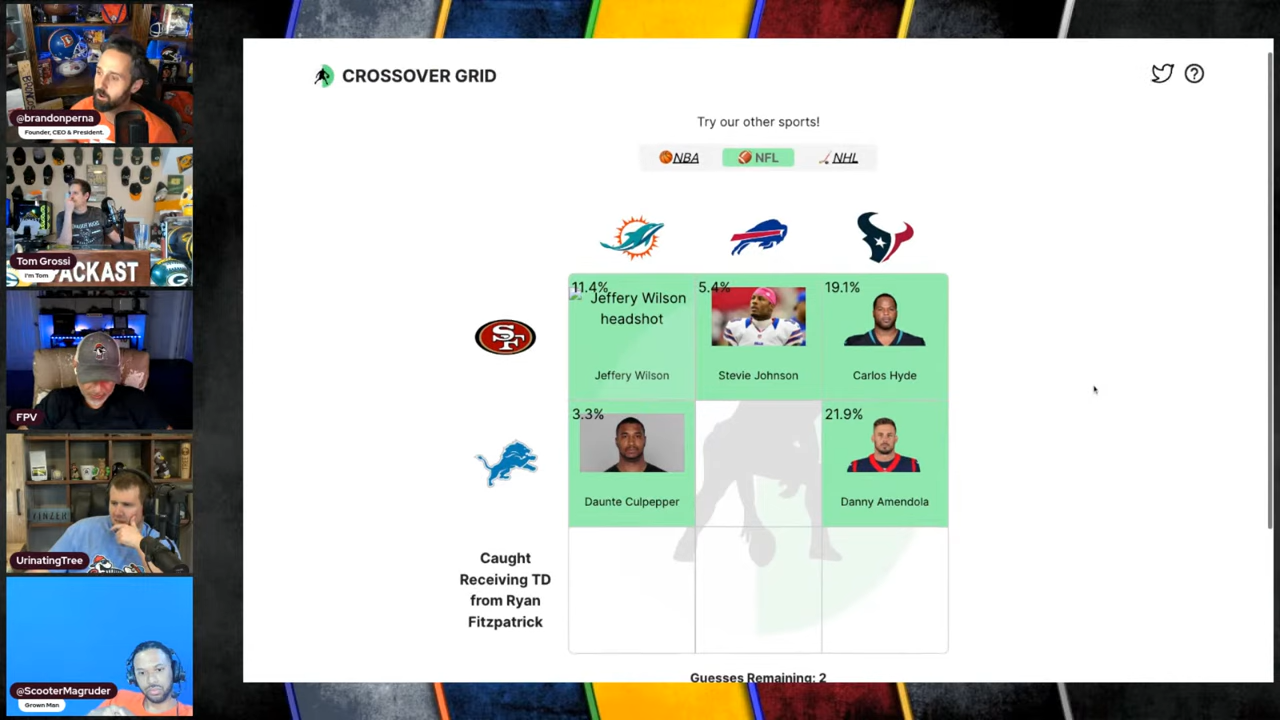 @brandonperna
Founder, CEO & President.
Tom Grossi
I'm Tom
PACKAST
FPV
UrinatingTree
@ScooterMagruder
Grown Man
CROSSOVER GRID
Try our other sports!
NBA
NFL
NHL
11.4%
Jeffery Wilson
headshot
Jeffery Wilson
5.4%
Stevie Johnson
19.1%
Carlos Hyde
SF
3.3%
Daunte Culpepper
21.9%
Danny Amendola
Caught
Receiving TD
from Ryan
Fitzpatrick
Guesses Remaining: 2